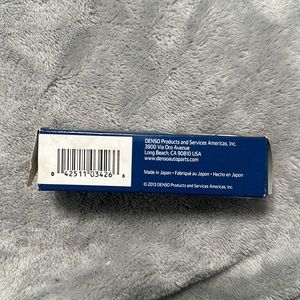 DENSO Products and Services Americas, Inc.
3900 Via Oro Avenue
Long Beach, CA 90810 USA
www.densoautoparts.com
Made in Japan • Fabriqué au Japon • Hecho en Japón
© 2013 DENSO Products and Services Americas, Inc.
0 42511 03426 6